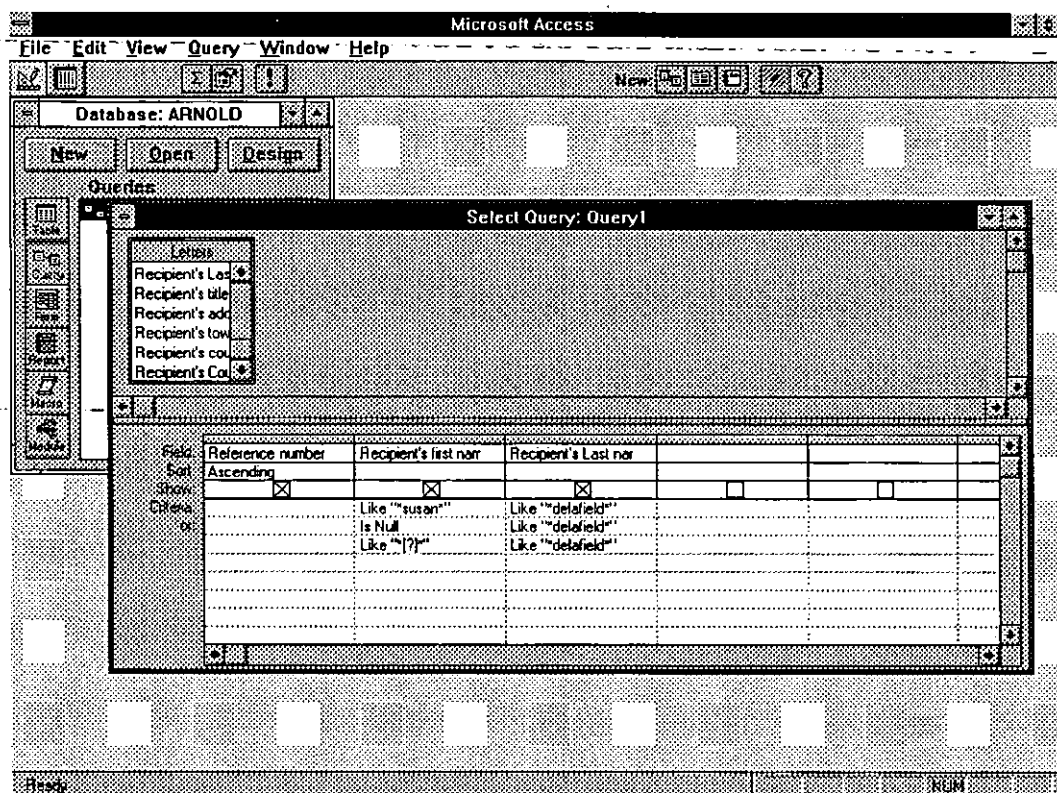 Microsoft Access
File Edit View Query Window Help
New:
Database: ARNOLD
New Open Design
Queries
Table
Query
Form
Report
Macro
Module
Select Query: Query1
Letters
Recipient's Las
Recipient's title
Recipient's add
Recipient's tow
Recipient's cou
Recipient's Cou
Field: Reference number Recipient's first nam Recipient's Last nar
Sort: Ascending
Show:
Criteria: Like "*susan*" Like "*delafield*"
or: Is Null Like "*delafield*"
Like "*[?]*" Like "*delafield*"
Ready NUM